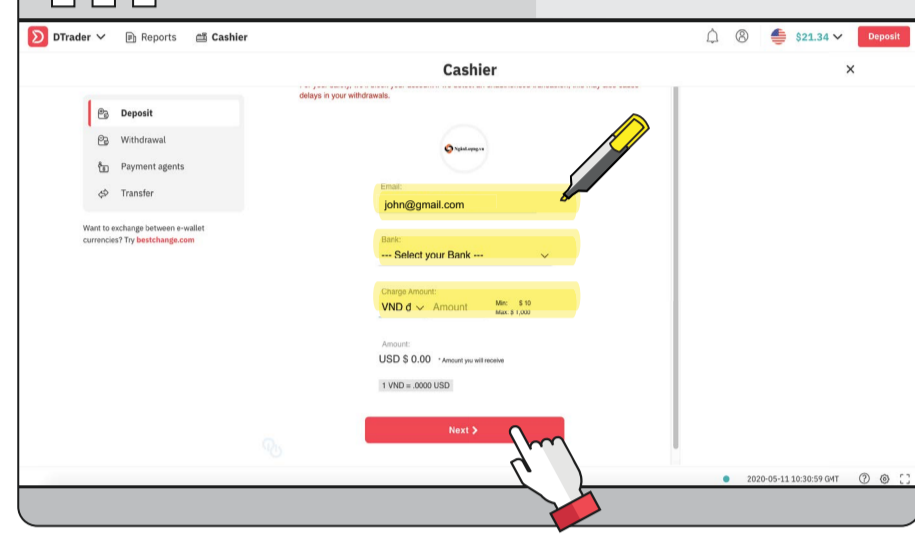 DTrader
Reports
Cashier
$21.34
Deposit
Cashier
delays in your withdrawals.
Deposit
Withdrawal
Payment agents
Transfer
Want to exchange between e-wallet
currencies? Try bestchange.com
Email:
john@gmail.com
Bank:
--- Select your Bank ---
Charge Amount:
VND đ Amount Min: $ 10
Max: $ 1,000
Amount:
USD $ 0.00 * Amount you will receive
1 VND = .0000 USD
Next
2020-05-11 10:30:59 GMT